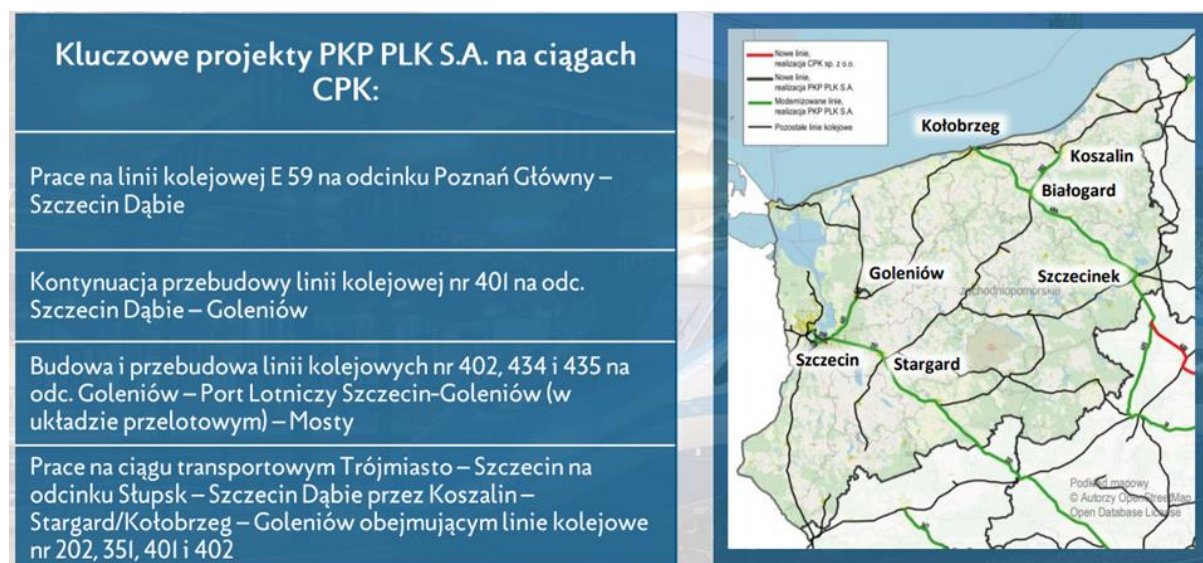 Kluczowe projekty PKP PLK S.A. na ciągach
CPK:
Prace na linii kolejowej E 59 na odcinku Poznań Główny –
Szczecin Dąbie
Kontynuacja przebudowy linii kolejowej nr 401 na odc.
Szczecin Dąbie – Goleniów
Budowa i przebudowa linii kolejowych nr 402, 434 i 435 na
odc. Goleniów – Port Lotniczy Szczecin-Goleniów (w
układzie przelotowym) – Mosty
Prace na ciągu transportowym Trójmiasto – Szczecin na
odcinku Słupsk – Szczecin Dąbie przez Koszalin –
Stargard/Kołobrzeg – Goleniów obejmującym linie kolejowe
nr 202, 351, 401 i 402
Nowe linie,
realizacja CPK sp. z o.o.
Nowe linie,
realizacja PKP PLK S.A.
Modernizowane linie,
realizacja PKP PLK S.A.
Pozostałe linie kolejowe
Kołobrzeg
Koszalin
Białogard
Goleniów
Szczecinek
zachodniopomorskie
Szczecin
Stargard
Podkład mapowy
© Autorzy OpenStreetMap
Open Database License